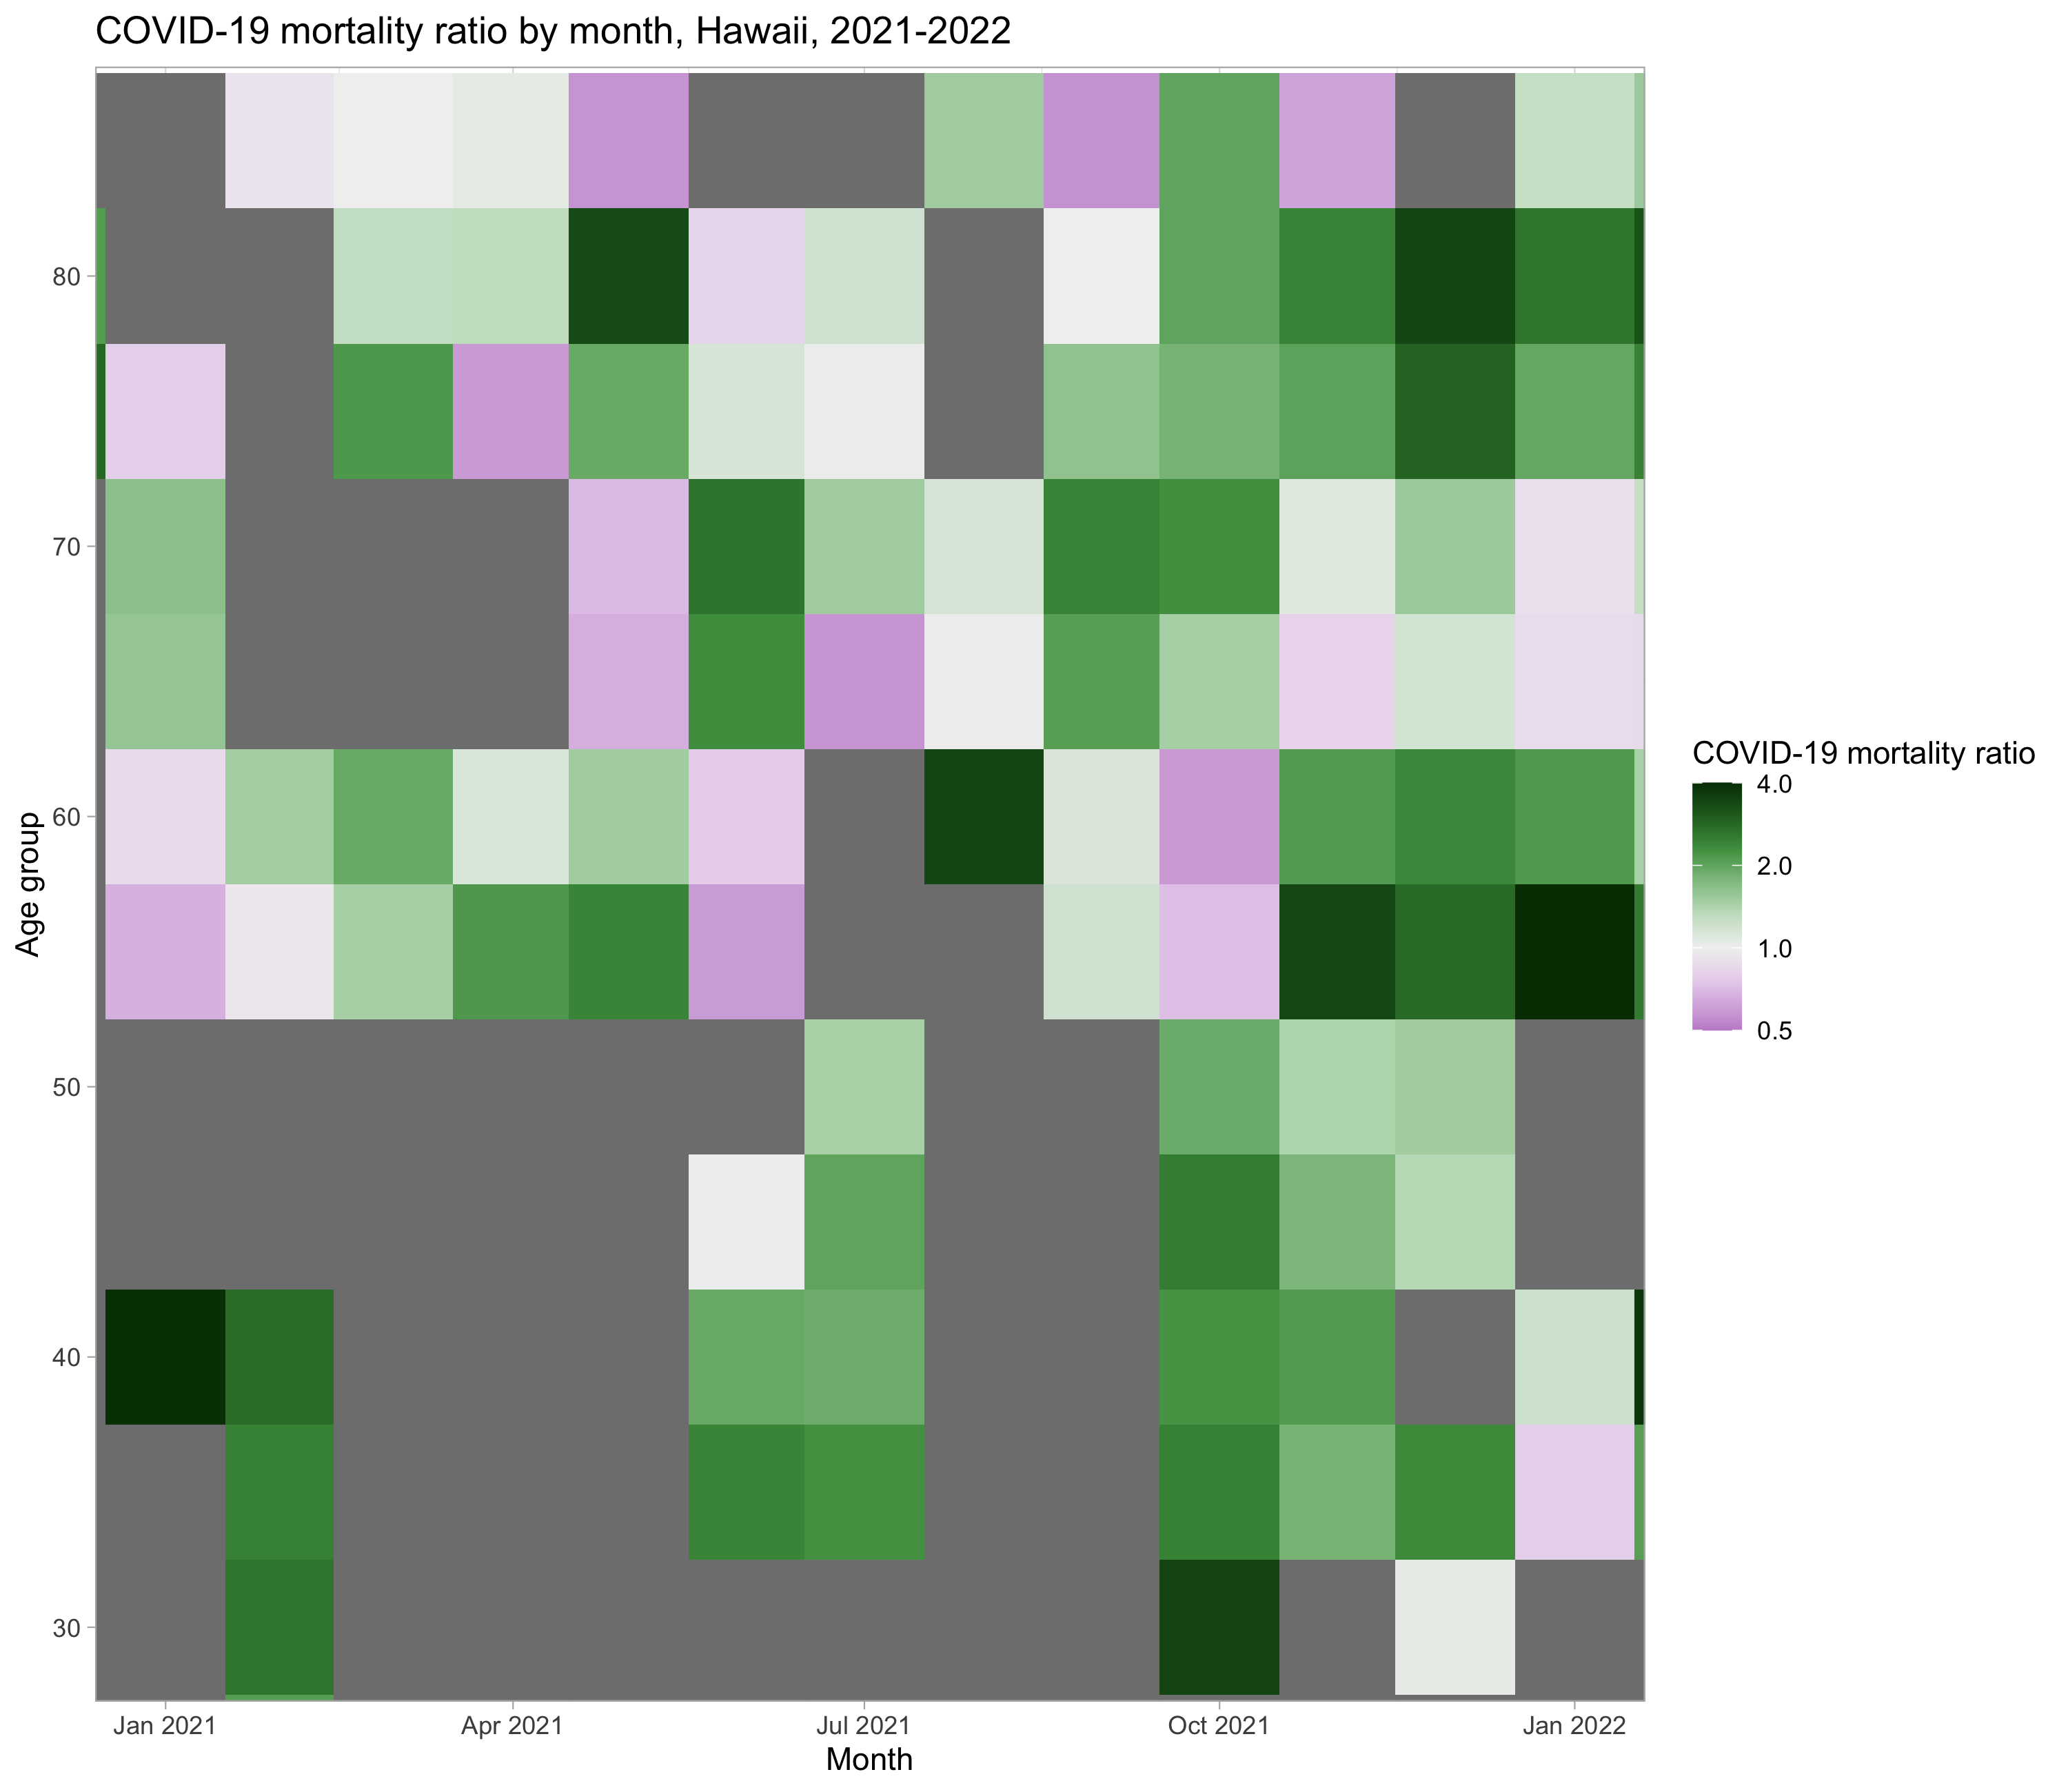 COVID-19 mortality ratio by month, Hawaii, 2021-2022
80
70
60
50
40
30
Age group
Jan 2021
Apr 2021
Jul 2021
Oct 2021
Jan 2022
Month
COVID-19 mortality ratio
4.0
2.0
1.0
0.5